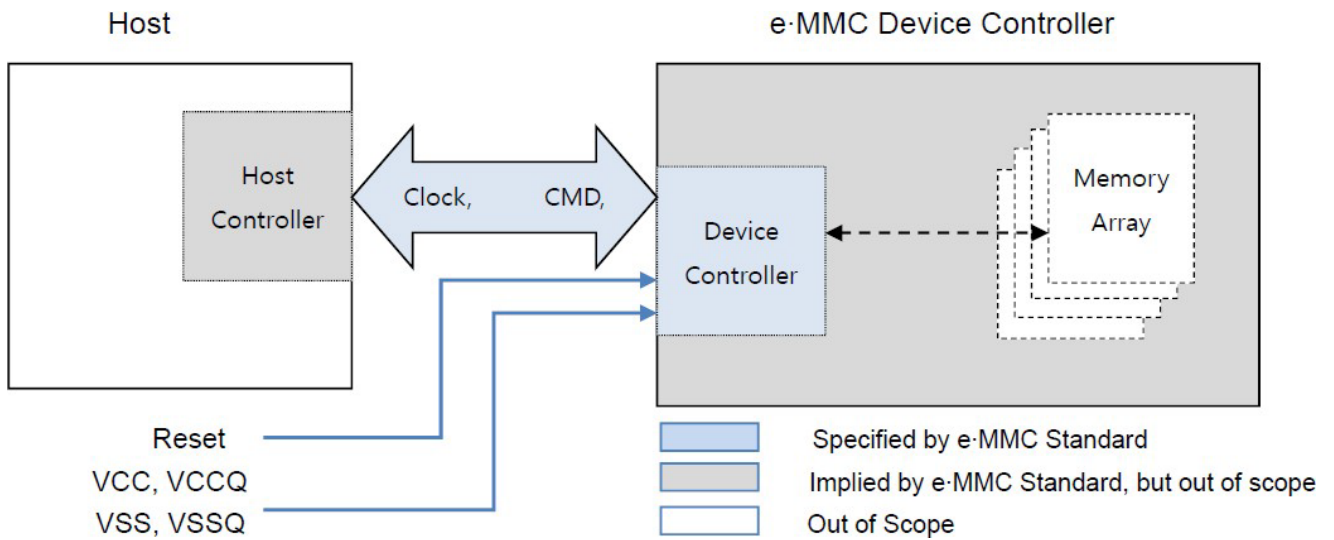 Host
e·MMC Device Controller
Host
Controller
Clock, CMD,
Device
Controller
Memory
Array
Reset
VCC, VCCQ
VSS, VSSQ
Specified by e·MMC Standard
Implied by e·MMC Standard, but out of scope
Out of Scope